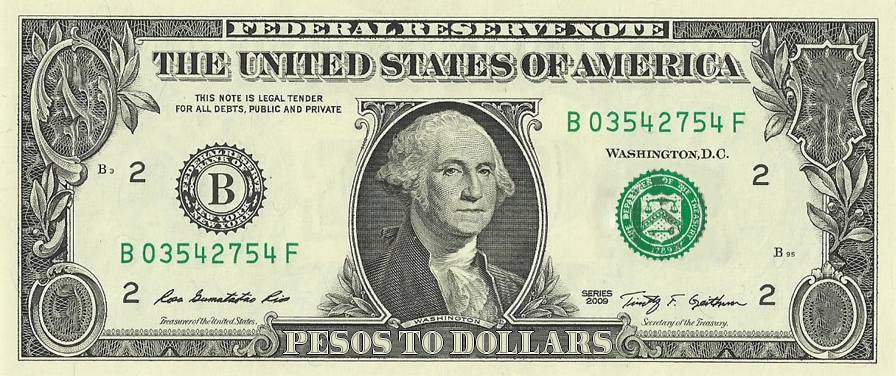 FEDERAL RESERVE NOTE
THE UNITED STATES OF AMERICA
THIS NOTE IS LEGAL TENDER
FOR ALL DEBTS, PUBLIC AND PRIVATE
B 03542754 F
WASHINGTON, D.C.
B3
2
2
FEDERAL RESERVE BANK OF NEW YORK, NEW YORK
B
THE DEPARTMENT OF THE TREASURY
1789
B 03542754 F
B 95
2
Rosa Gumataotao Rios
SERIES
2009
Timothy F. Geithner
2
Treasurer of the United States.
WASHINGTON
Secretary of the Treasury.
PESOS TO DOLLARS